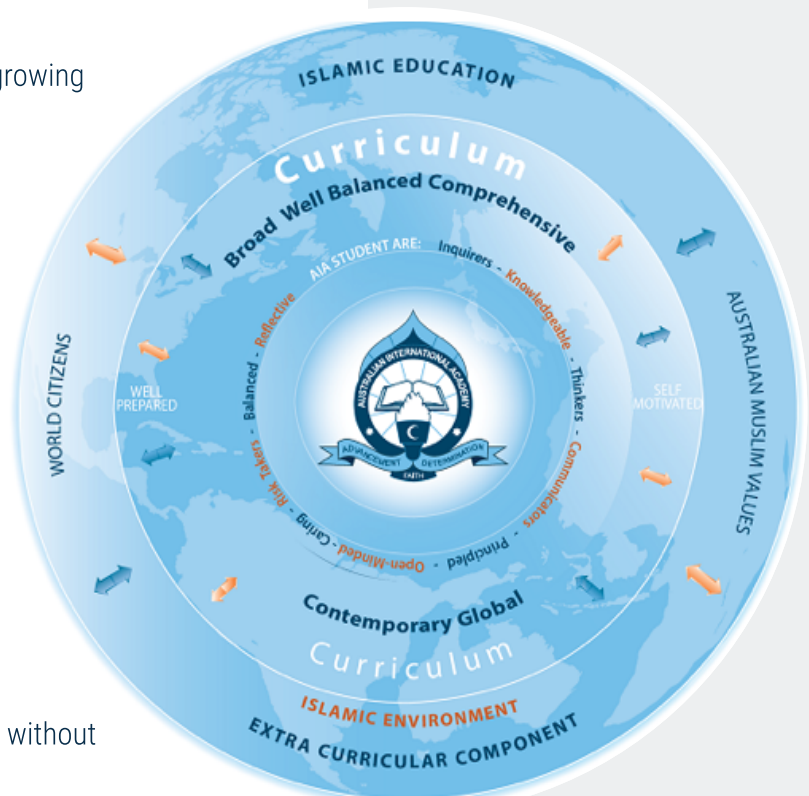 growing
ISLAMIC EDUCATION
Curriculum
Broad Well Balanced Comprehensive
AIA STUDENT ARE: Inquirers - Knowledgeable - Thinkers - Communicators - Principled - Open-Minded - Caring - Risk Takers - Balanced - Reflective
WORLD CITIZENS
WELL
PREPARED
AUSTRALIAN INTERNATIONAL ACADEMY
ADVANCEMENT DETERMINATION
FAITH
SELF
MOTIVATED
AUSTRALIAN MUSLIM VALUES
Contemporary Global
Curriculum
ISLAMIC ENVIRONMENT
EXTRA CURRICULAR COMPONENT
without